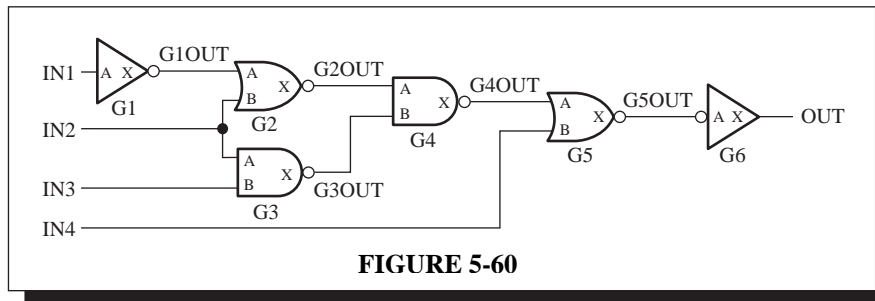 G1OUT
A X
IN1
G1
A
B
X
G2
G2OUT
IN2
A
B
X
G4
G4OUT
A
B
X
G3
G3OUT
IN3
A
B
X
G5
G5OUT
A X
G6
OUT
IN4
FIGURE 5-60